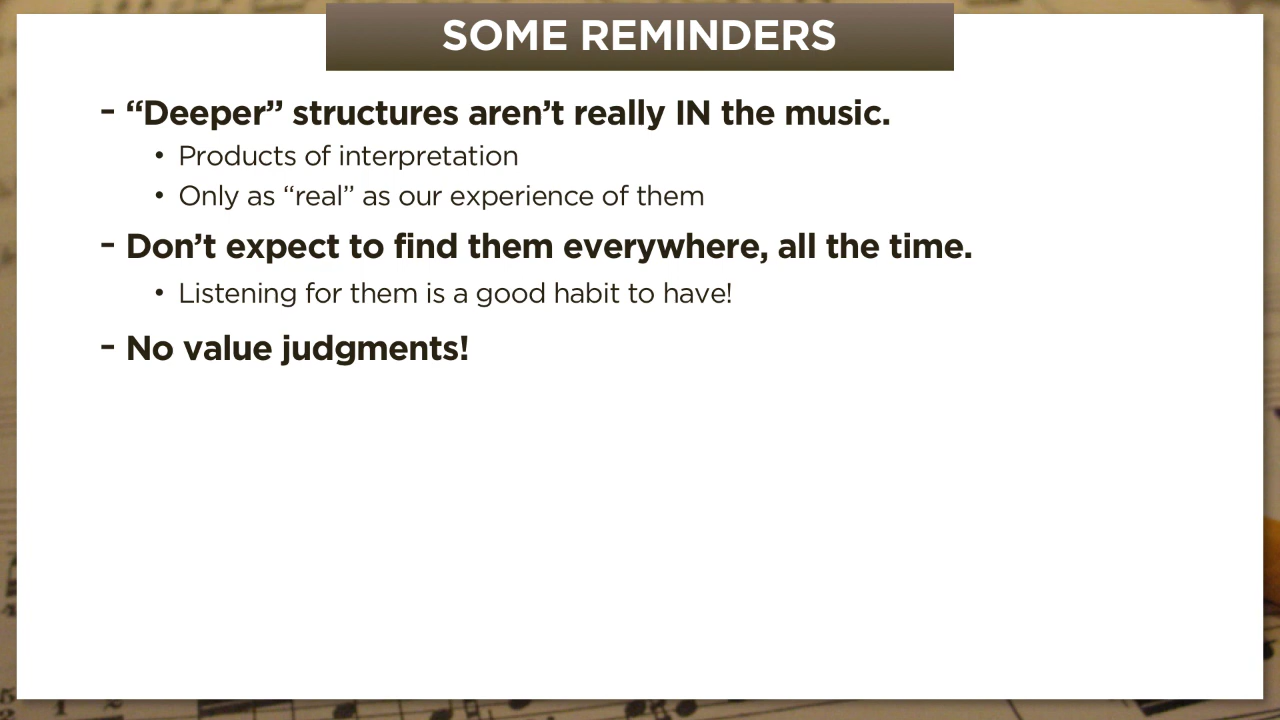 SOME REMINDERS
- “Deeper” structures aren’t really IN the music.
• Products of interpretation
• Only as “real” as our experience of them
- Don’t expect to find them everywhere, all the time.
• Listening for them is a good habit to have!
- No value judgments!